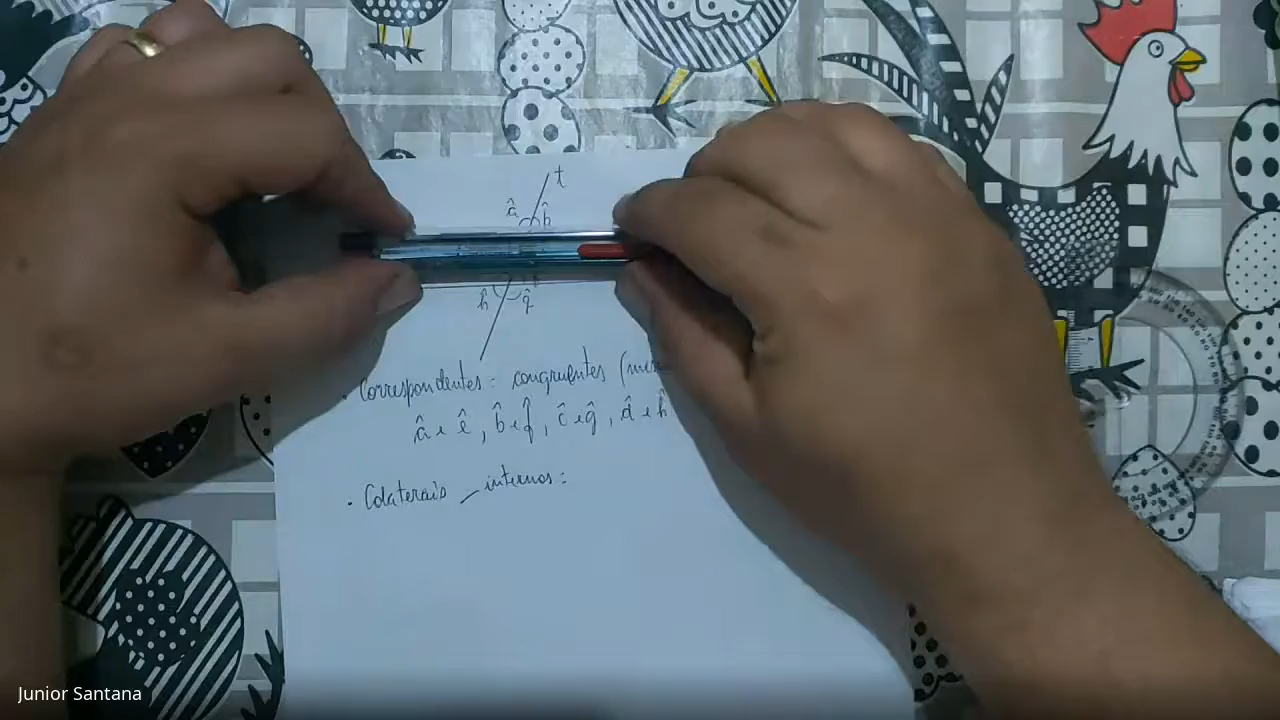 t
â b̂
ĥ ĝ
. Correspondentes: congruentes
â e ê, b̂ e f̂, ĉ e ĝ, d̂ e ĥ
. Colaterais - internos:
Junior Santana